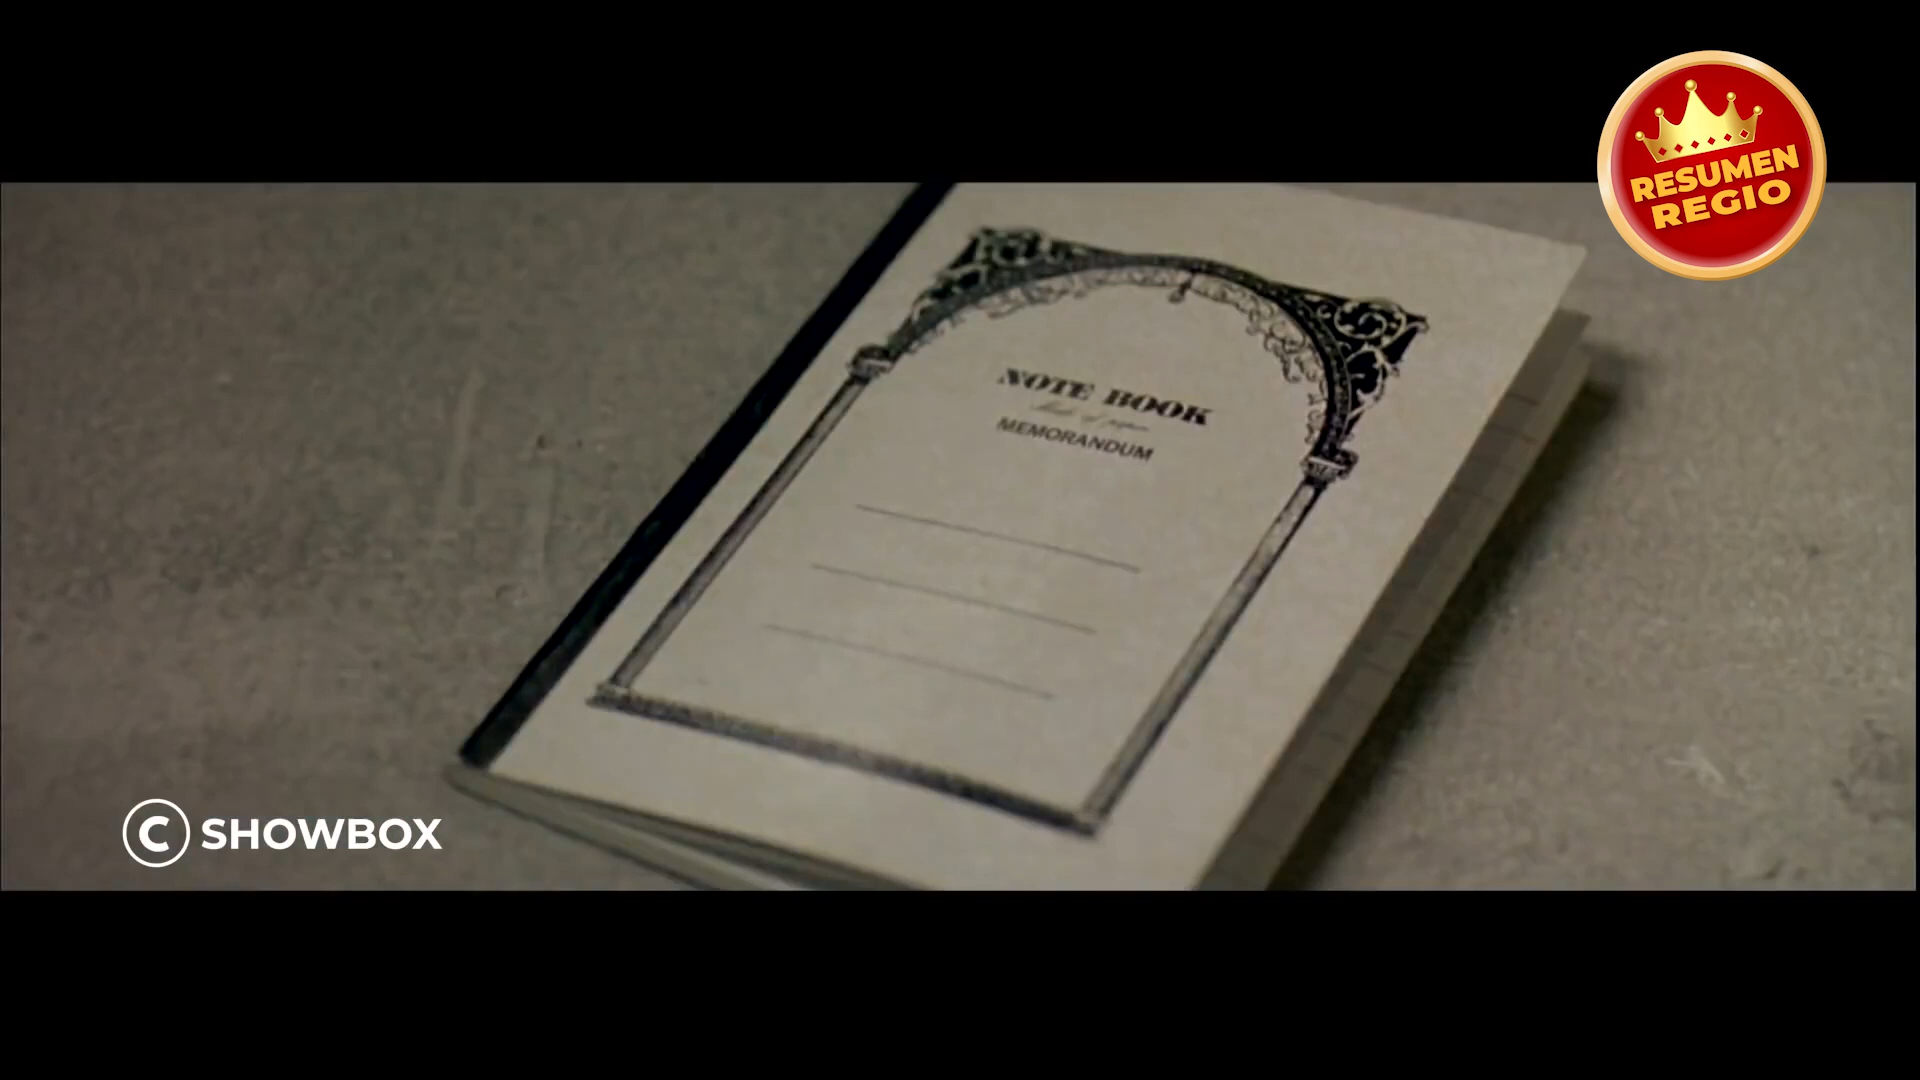 RESUMEN
REGIO
NOTE BOOK
MEMORANDUM
C SHOWBOX